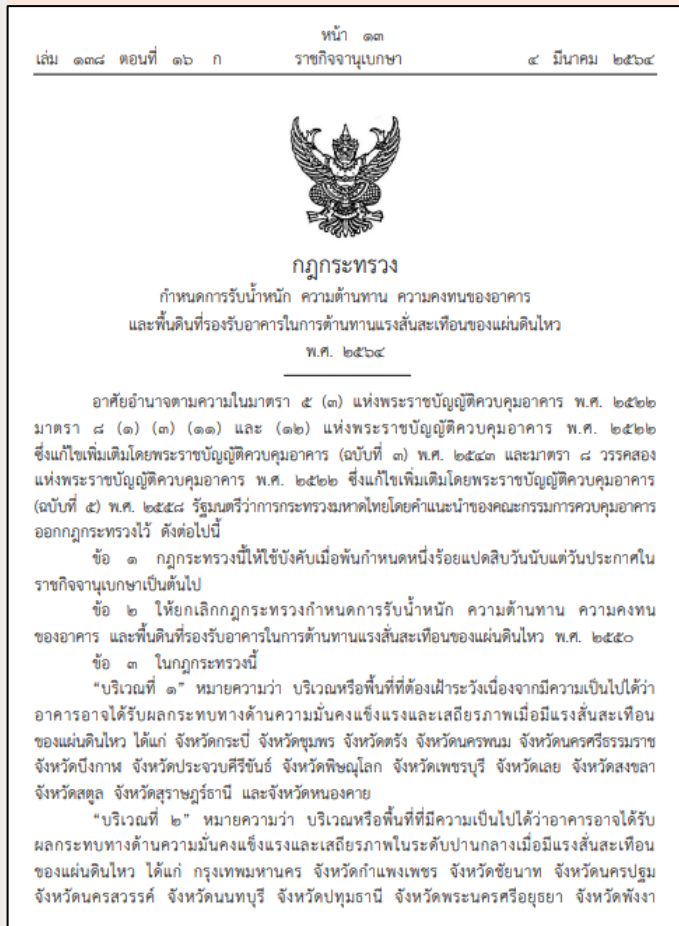 หน้า ๑๓
เล่ม ๑๓๘ ตอนที่ ๑๖ ก ราชกิจจานุเบกษา ๔ มีนาคม ๒๕๖๔
กฎกระทรวง
กำหนดการรับน้ำหนัก ความต้านทาน ความคงทนของอาคาร
และพื้นดินที่รองรับอาคารในการต้านทานแรงสั่นสะเทือนของแผ่นดินไหว
พ.ศ. ๒๕๖๔
อาศัยอำนาจตามความในมาตรา ๕ (๓) แห่งพระราชบัญญัติควบคุมอาคาร พ.ศ. ๒๕๒๒
มาตรา ๘ (๑) (๓) (๑๑) และ (๑๒) แห่งพระราชบัญญัติควบคุมอาคาร พ.ศ. ๒๕๒๒
ซึ่งแก้ไขเพิ่มเติมโดยพระราชบัญญัติควบคุมอาคาร (ฉบับที่ ๓) พ.ศ. ๒๕๔๓ และมาตรา ๘ วรรคสอง
แห่งพระราชบัญญัติควบคุมอาคาร พ.ศ. ๒๕๒๒ ซึ่งแก้ไขเพิ่มเติมโดยพระราชบัญญัติควบคุมอาคาร
(ฉบับที่ ๕) พ.ศ. ๒๕๕๘ รัฐมนตรีว่าการกระทรวงมหาดไทยโดยคำแนะนำของคณะกรรมการควบคุมอาคาร
ออกกฎกระทรวงไว้ ดังต่อไปนี้
ข้อ ๑ กฎกระทรวงนี้ให้ใช้บังคับเมื่อพ้นกำหนดหนึ่งร้อยแปดสิบวันนับแต่วันประกาศใน
ราชกิจจานุเบกษาเป็นต้นไป
ข้อ ๒ ให้ยกเลิกกฎกระทรวงกำหนดการรับน้ำหนัก ความต้านทาน ความคงทน
ของอาคาร และพื้นดินที่รองรับอาคารในการต้านทานแรงสั่นสะเทือนของแผ่นดินไหว พ.ศ. ๒๕๕๐
ข้อ ๓ ในกฎกระทรวงนี้
“บริเวณที่ ๑” หมายความว่า บริเวณหรือพื้นที่ที่ต้องเฝ้าระวังเนื่องจากมีความเป็นไปได้ว่า
อาคารอาจได้รับผลกระทบทางด้านความมั่นคงแข็งแรงและเสถียรภาพเมื่อมีแรงสั่นสะเทือน
ของแผ่นดินไหว ได้แก่ จังหวัดกระบี่ จังหวัดชุมพร จังหวัดตรัง จังหวัดนครพนม จังหวัดนครศรีธรรมราช
จังหวัดบึงกาฬ จังหวัดประจวบคีรีขันธ์ จังหวัดพิษณุโลก จังหวัดเพชรบุรี จังหวัดเลย จังหวัดสงขลา
จังหวัดสตูล จังหวัดสุราษฎร์ธานี และจังหวัดหนองคาย
“บริเวณที่ ๒” หมายความว่า บริเวณหรือพื้นที่ที่มีความเป็นไปได้ว่าอาคารอาจได้รับ
ผลกระทบทางด้านความมั่นคงแข็งแรงและเสถียรภาพในระดับปานกลางเมื่อมีแรงสั่นสะเทือน
ของแผ่นดินไหว ได้แก่ กรุงเทพมหานคร จังหวัดกำแพงเพชร จังหวัดชัยนาท จังหวัดนครปฐม
จังหวัดนครสวรรค์ จังหวัดนนทบุรี จังหวัดปทุมธานี จังหวัดพระนครศรีอยุธยา จังหวัดพังงา